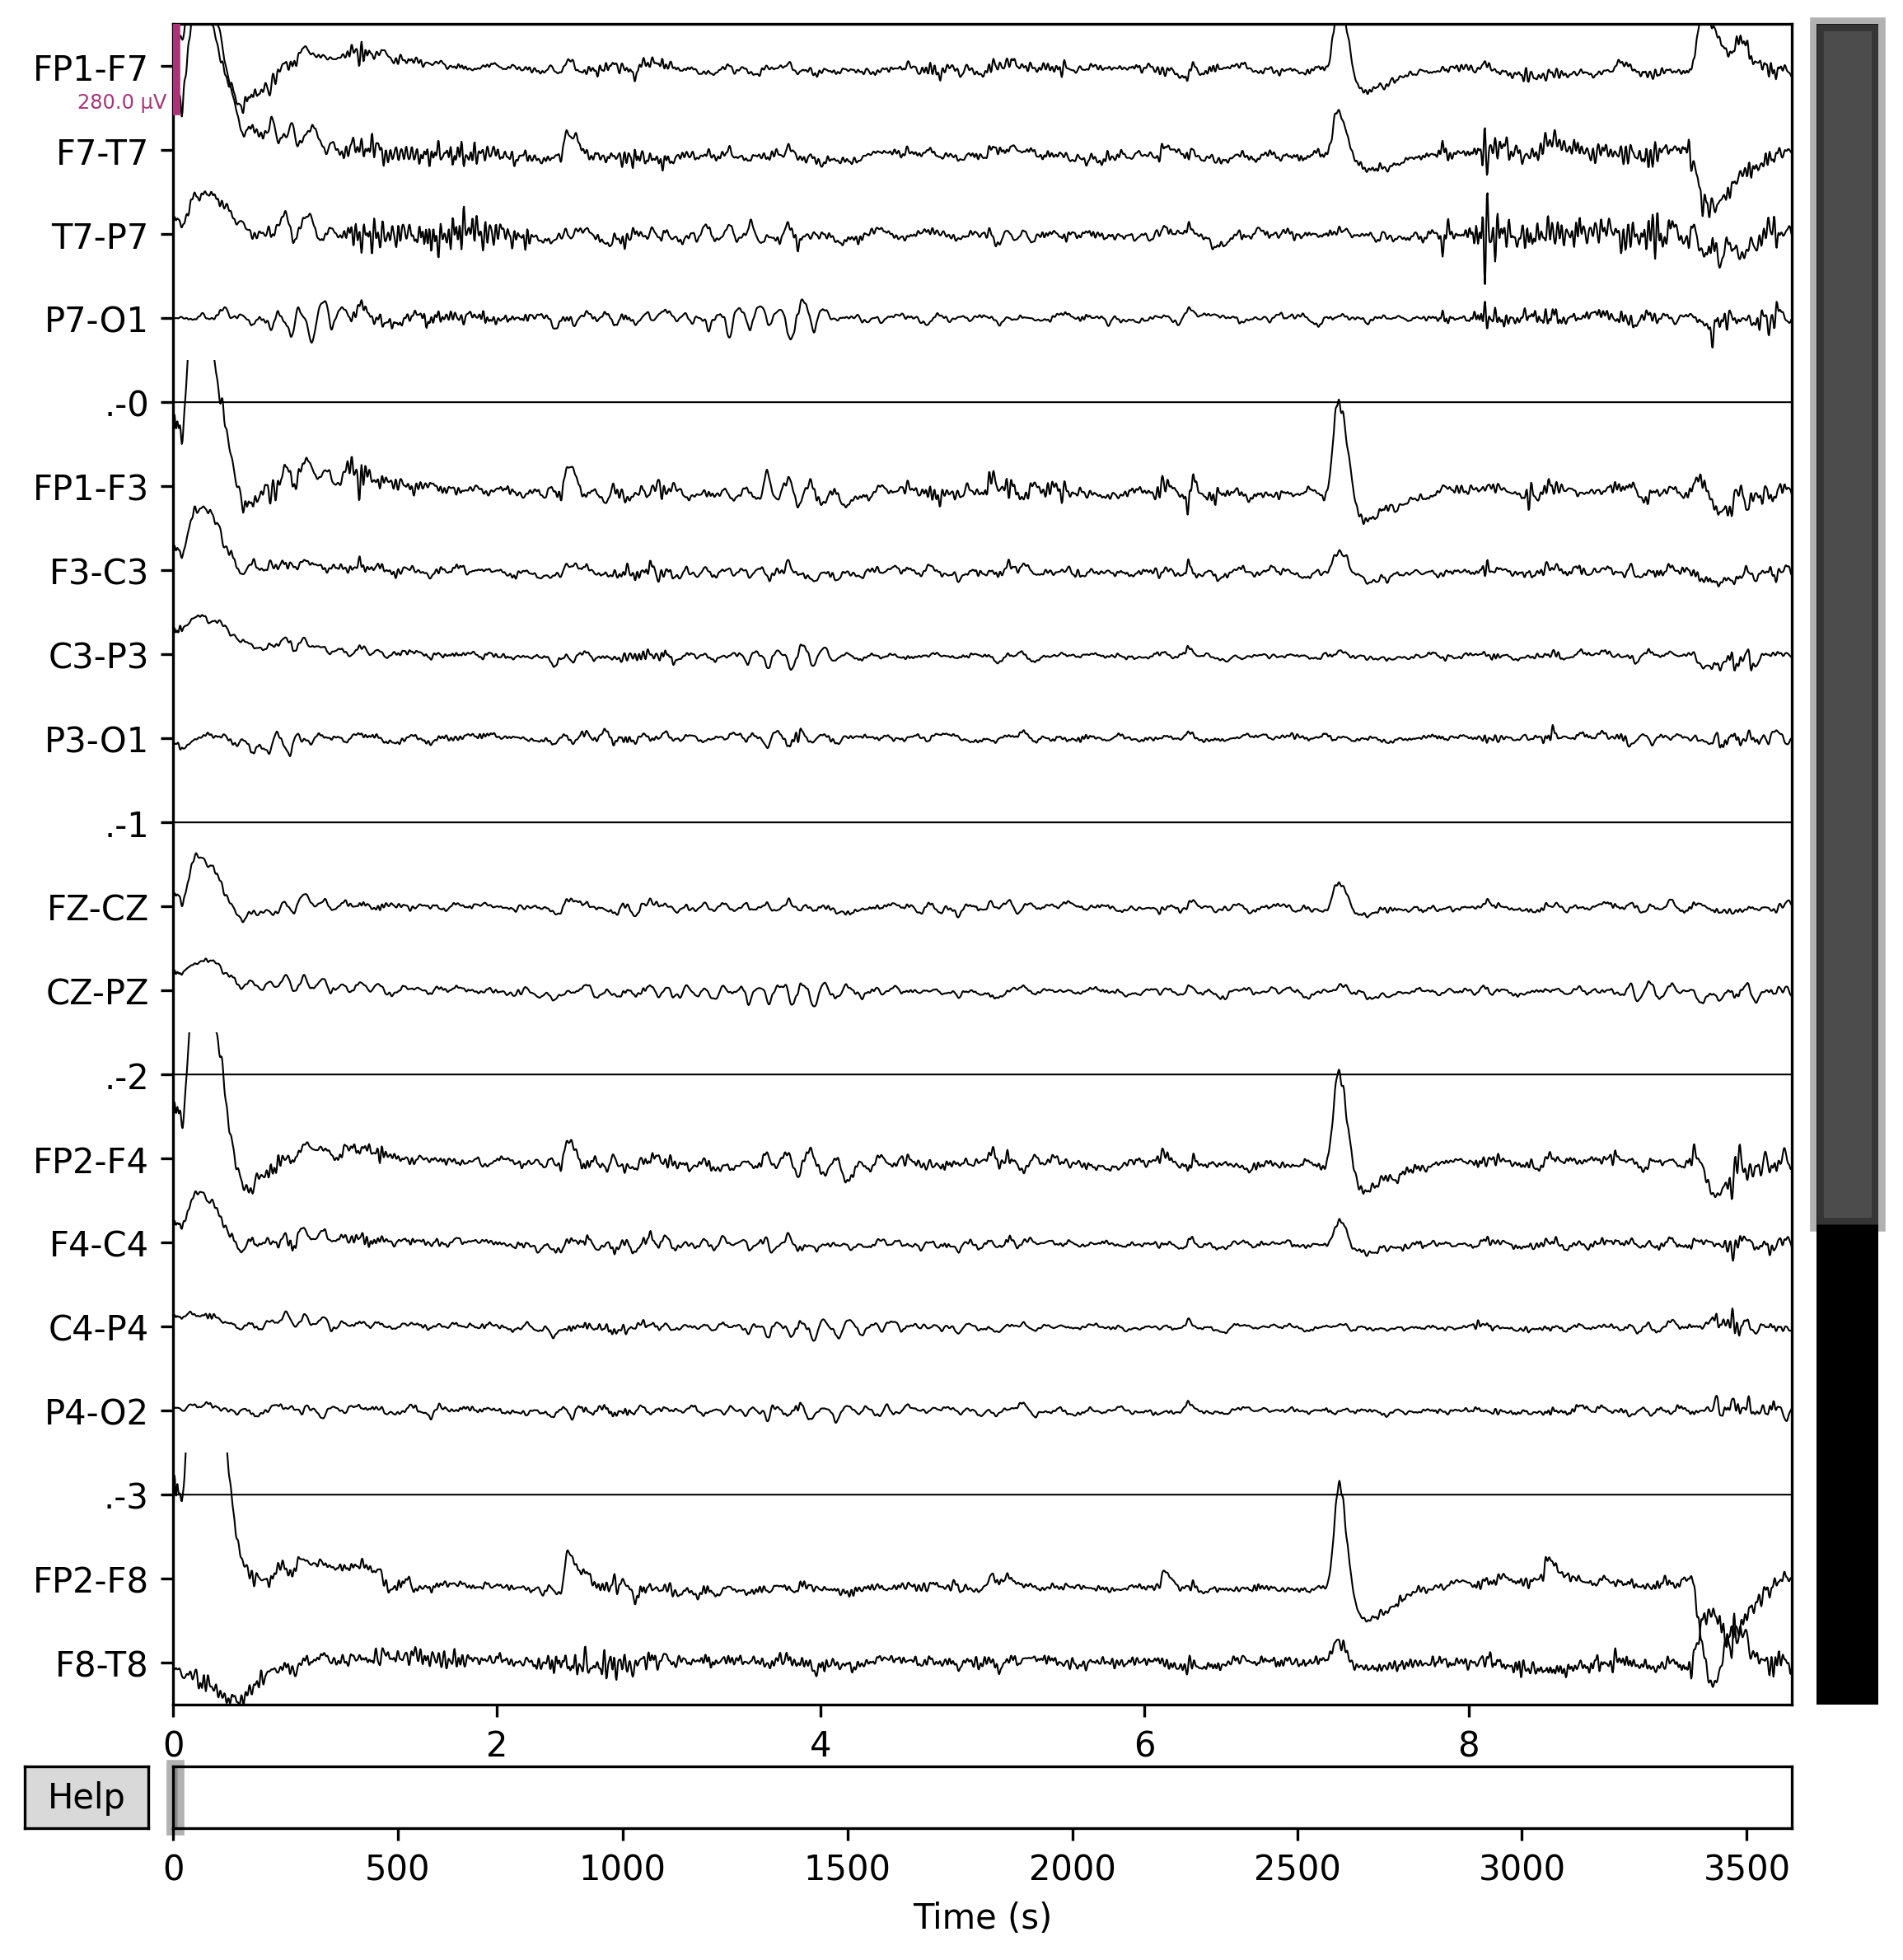 FP1-F7
280.0 µV
F7-T7
T7-P7
P7-O1
.-0
FP1-F3
F3-C3
C3-P3
P3-O1
.-1
FZ-CZ
CZ-PZ
.-2
FP2-F4
F4-C4
C4-P4
P4-O2
.-3
FP2-F8
F8-T8
0 2 4 6 8
Help
0 500 1000 1500 2000 2500 3000 3500
Time (s)